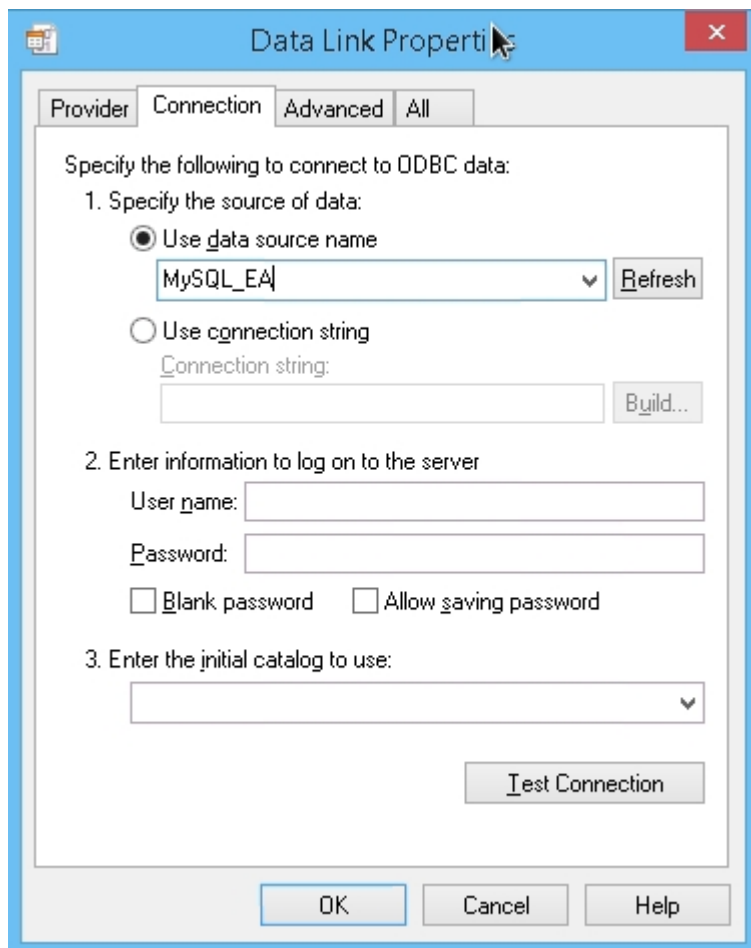 Data Link Properties
Provider Connection Advanced All
Specify the following to connect to ODBC data:
1. Specify the source of data:
Use data source name
MySQL_EA Refresh
Use connection string
Connection string:
Build...
2. Enter information to log on to the server
User name:
Password:
Blank password Allow saving password
3. Enter the initial catalog to use:
Test Connection
OK Cancel Help